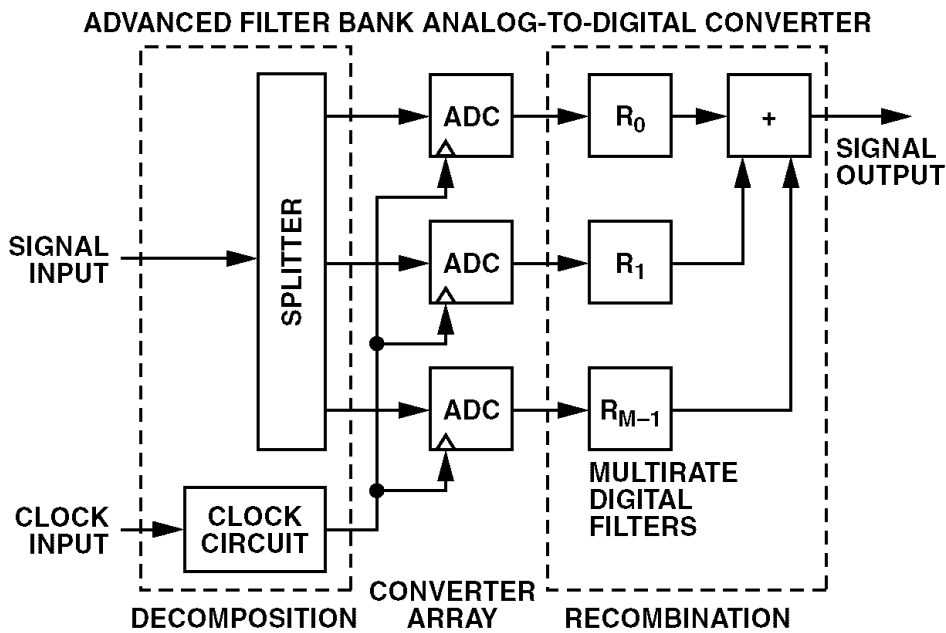 ADVANCED FILTER BANK ANALOG-TO-DIGITAL CONVERTER
SIGNAL
INPUT
CLOCK
INPUT
SPLITTER
CLOCK
CIRCUIT
DECOMPOSITION
ADC
ADC
ADC
CONVERTER
ARRAY
R0
R1
RM–1
MULTIRATE
DIGITAL
FILTERS
+
RECOMBINATION
SIGNAL
OUTPUT